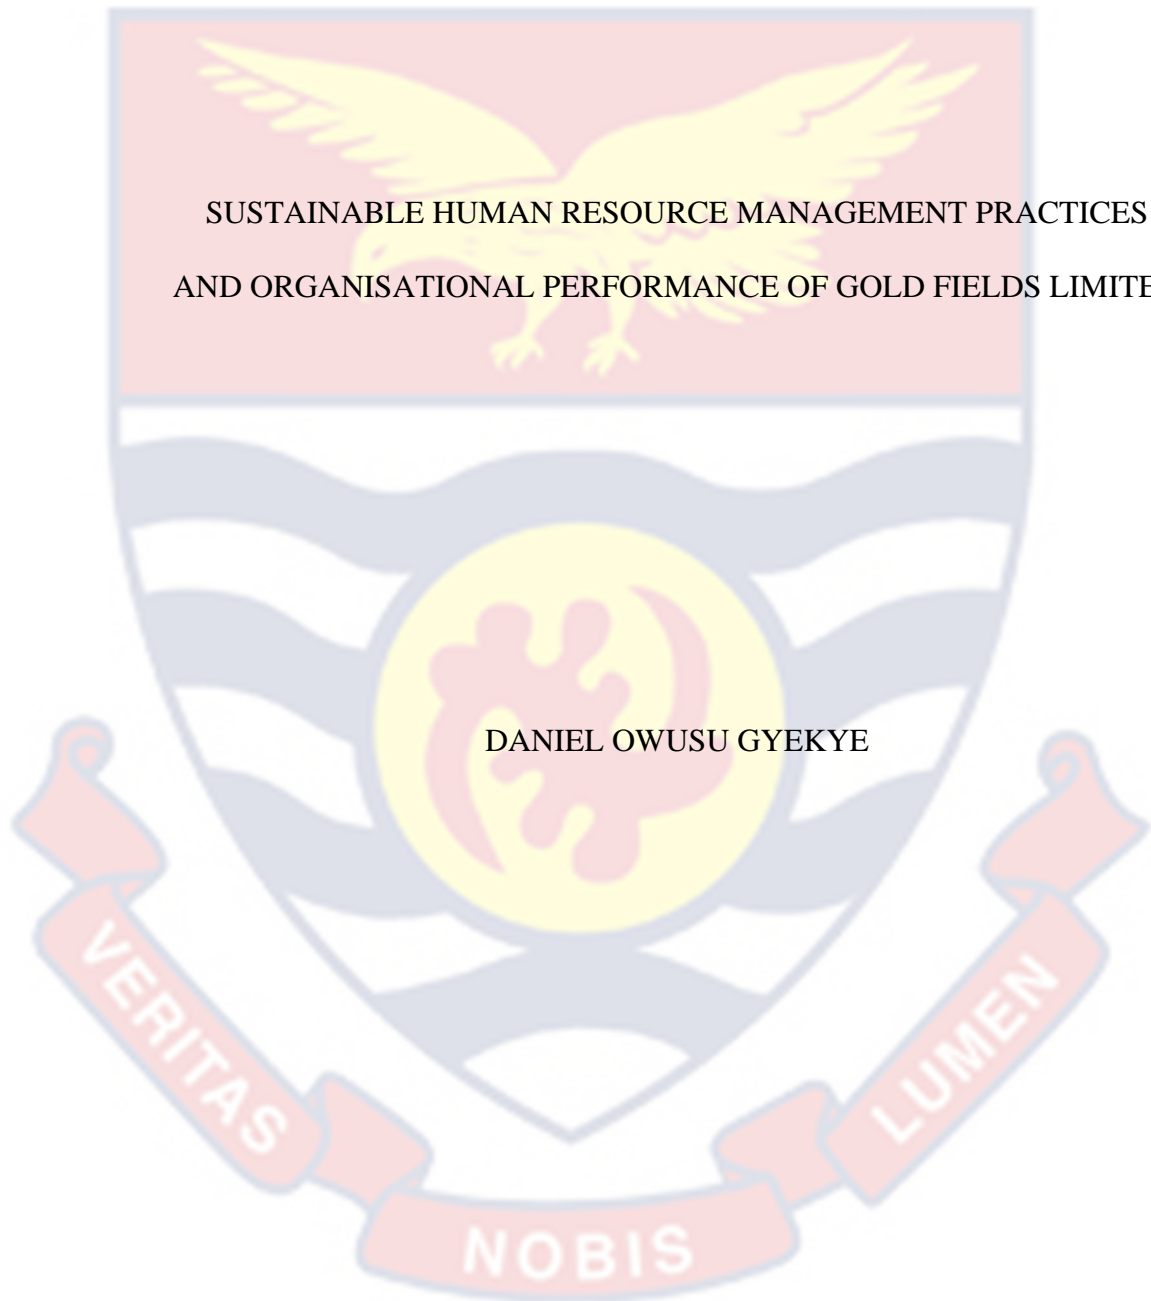 SUSTAINABLE HUMAN RESOURCE MANAGEMENT PRACTICES
AND ORGANISATIONAL PERFORMANCE OF GOLD FIELDS LIMITE
DANIEL OWUSU GYEKYE
VERITAS
NOBIS
LUMEN